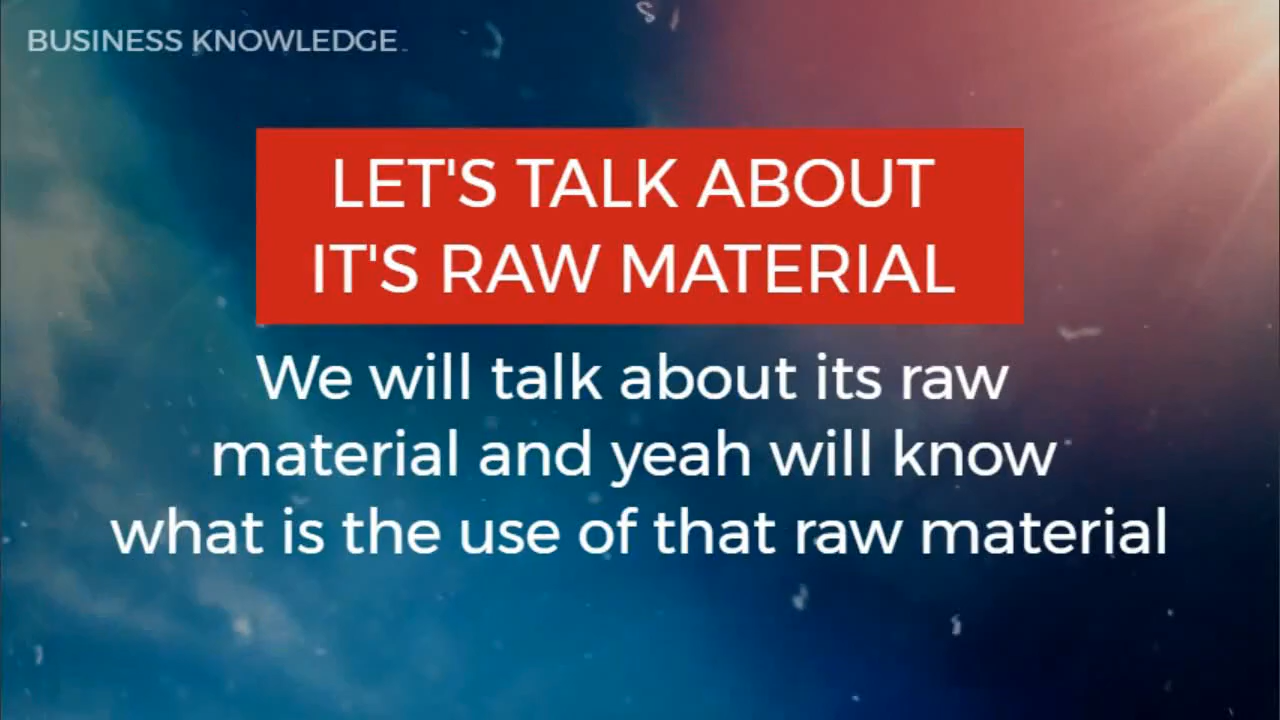 BUSINESS KNOWLEDGE
LET'S TALK ABOUT
IT'S RAW MATERIAL
We will talk about its raw
material and yeah will know
what is the use of that raw material